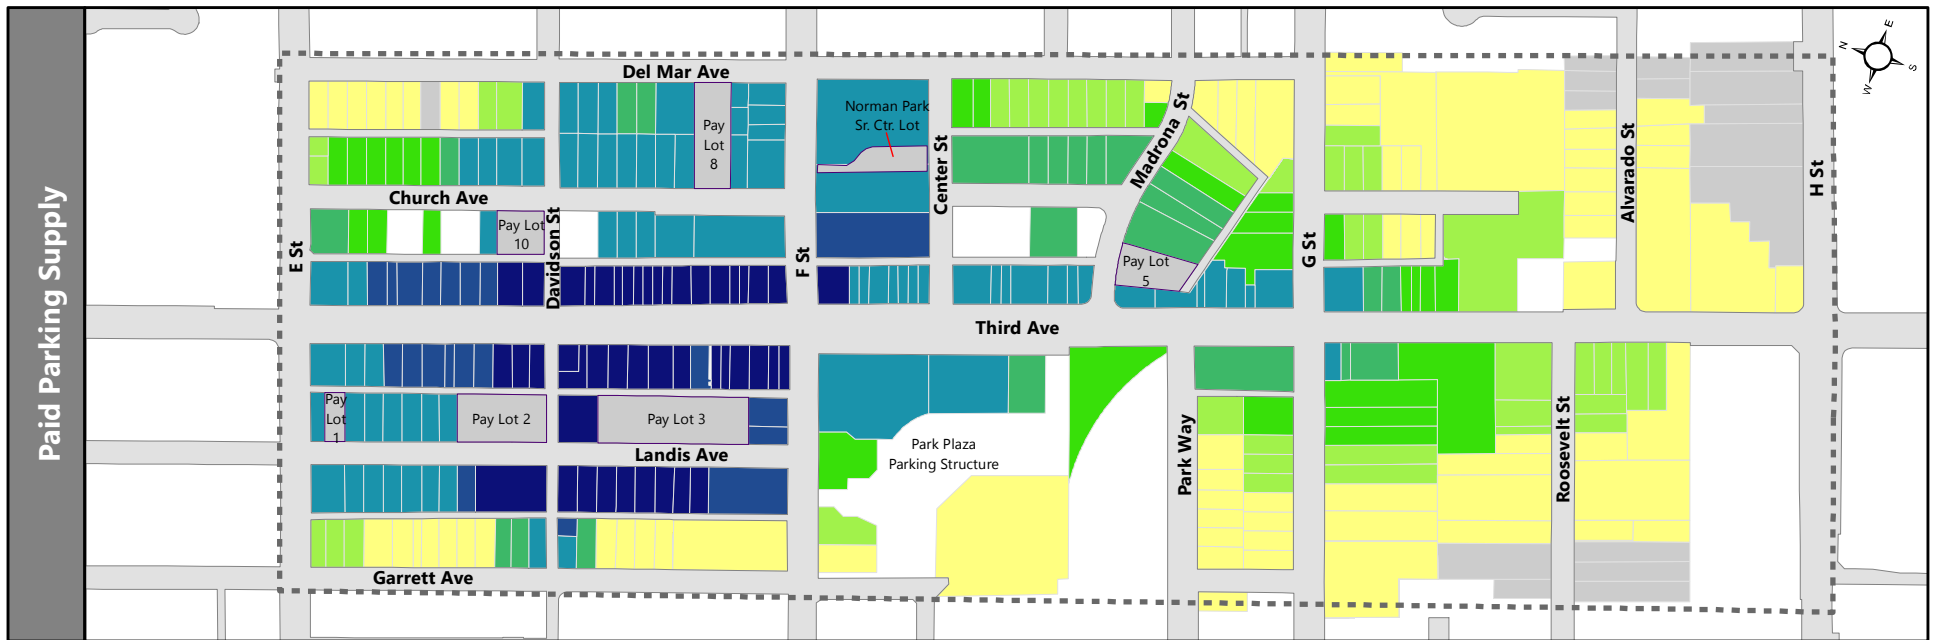 Paid Parking Supply
Del Mar Ave
Norman Park
Sr. Ctr. Lot
Pay
Lot
8
Church Ave
Pay Lot
10
E St
Davidson St
F St
Center St
Madrona St
Pay Lot
5
G St
Alvarado St
H St
N
E
S
W
Third Ave
Pay
Lot
1
Pay Lot 2
Pay Lot 3
Landis Ave
Park Plaza
Parking Structure
Park Way
Roosevelt St
Garrett Ave